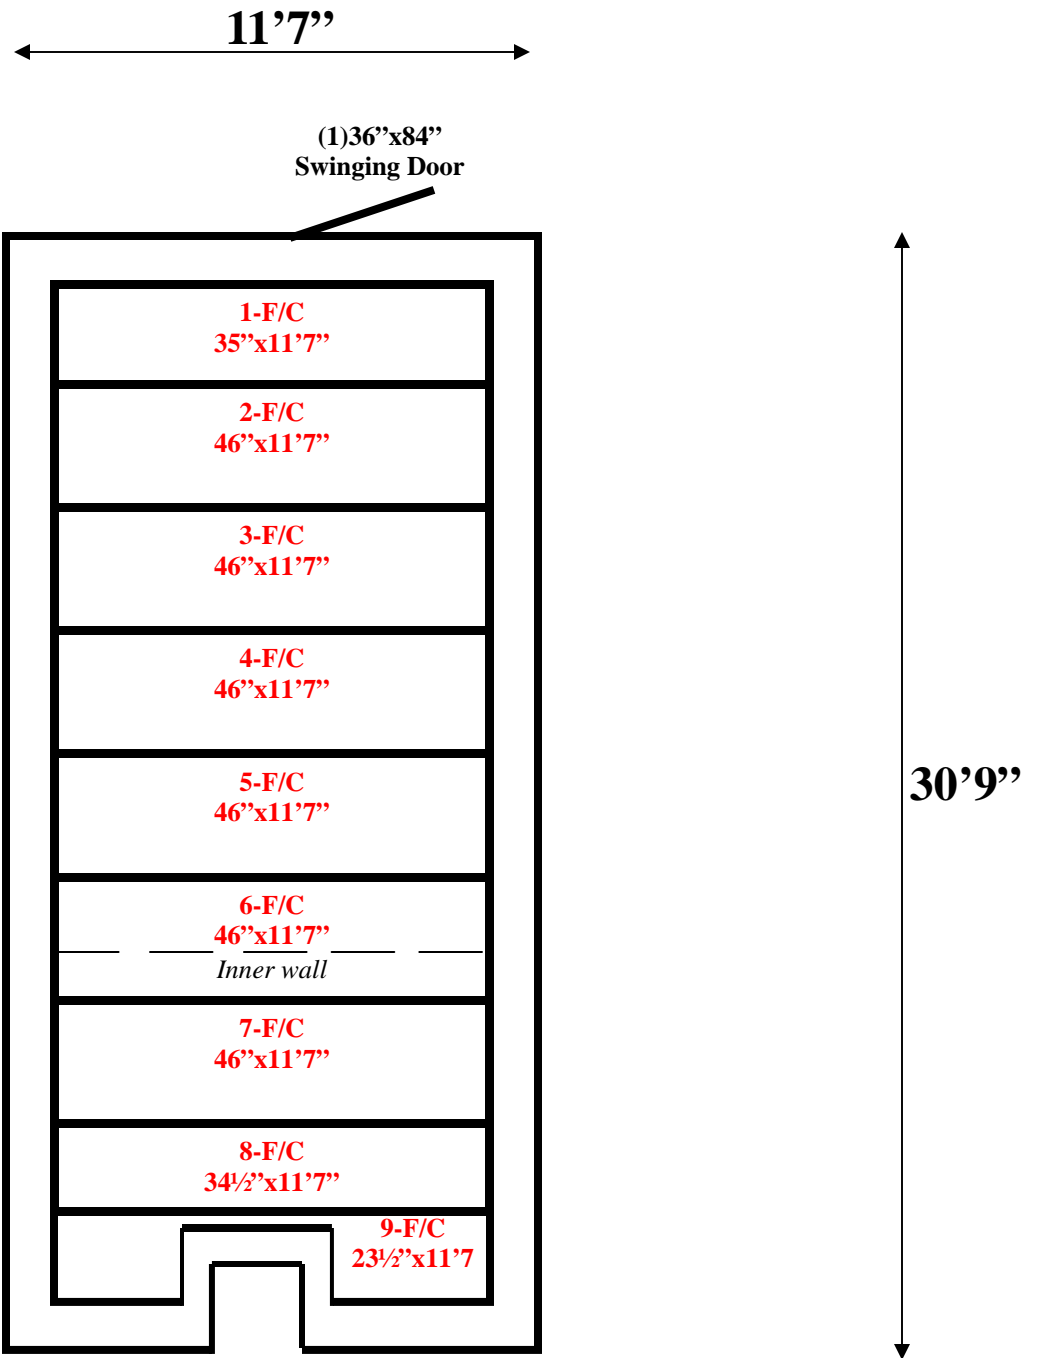 11’7”
(1)36”x84”
Swinging Door
1-F/C
35”x11’7”
2-F/C
46”x11’7”
3-F/C
46”x11’7”
4-F/C
46”x11’7”
30’9”
5-F/C
46”x11’7”
6-F/C
46”x11’7”
Inner wall
7-F/C
46”x11’7”
8-F/C
34½”x11’7”
9-F/C
23½”x11’7